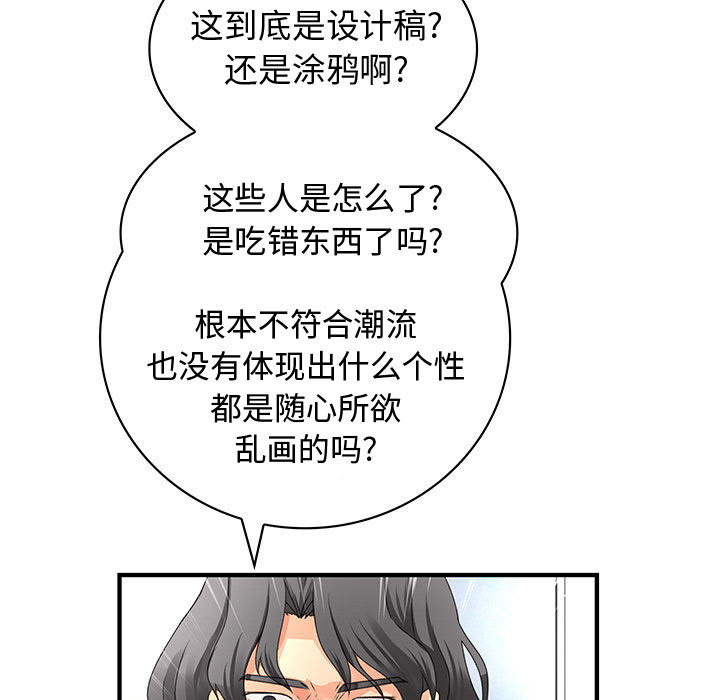 这到底是设计稿?
还是涂鸦啊?
这些人是怎么了?
是吃错东西了吗?
根本不符合潮流
也没有体现出什么个性
都是随心所欲
乱画的吗?